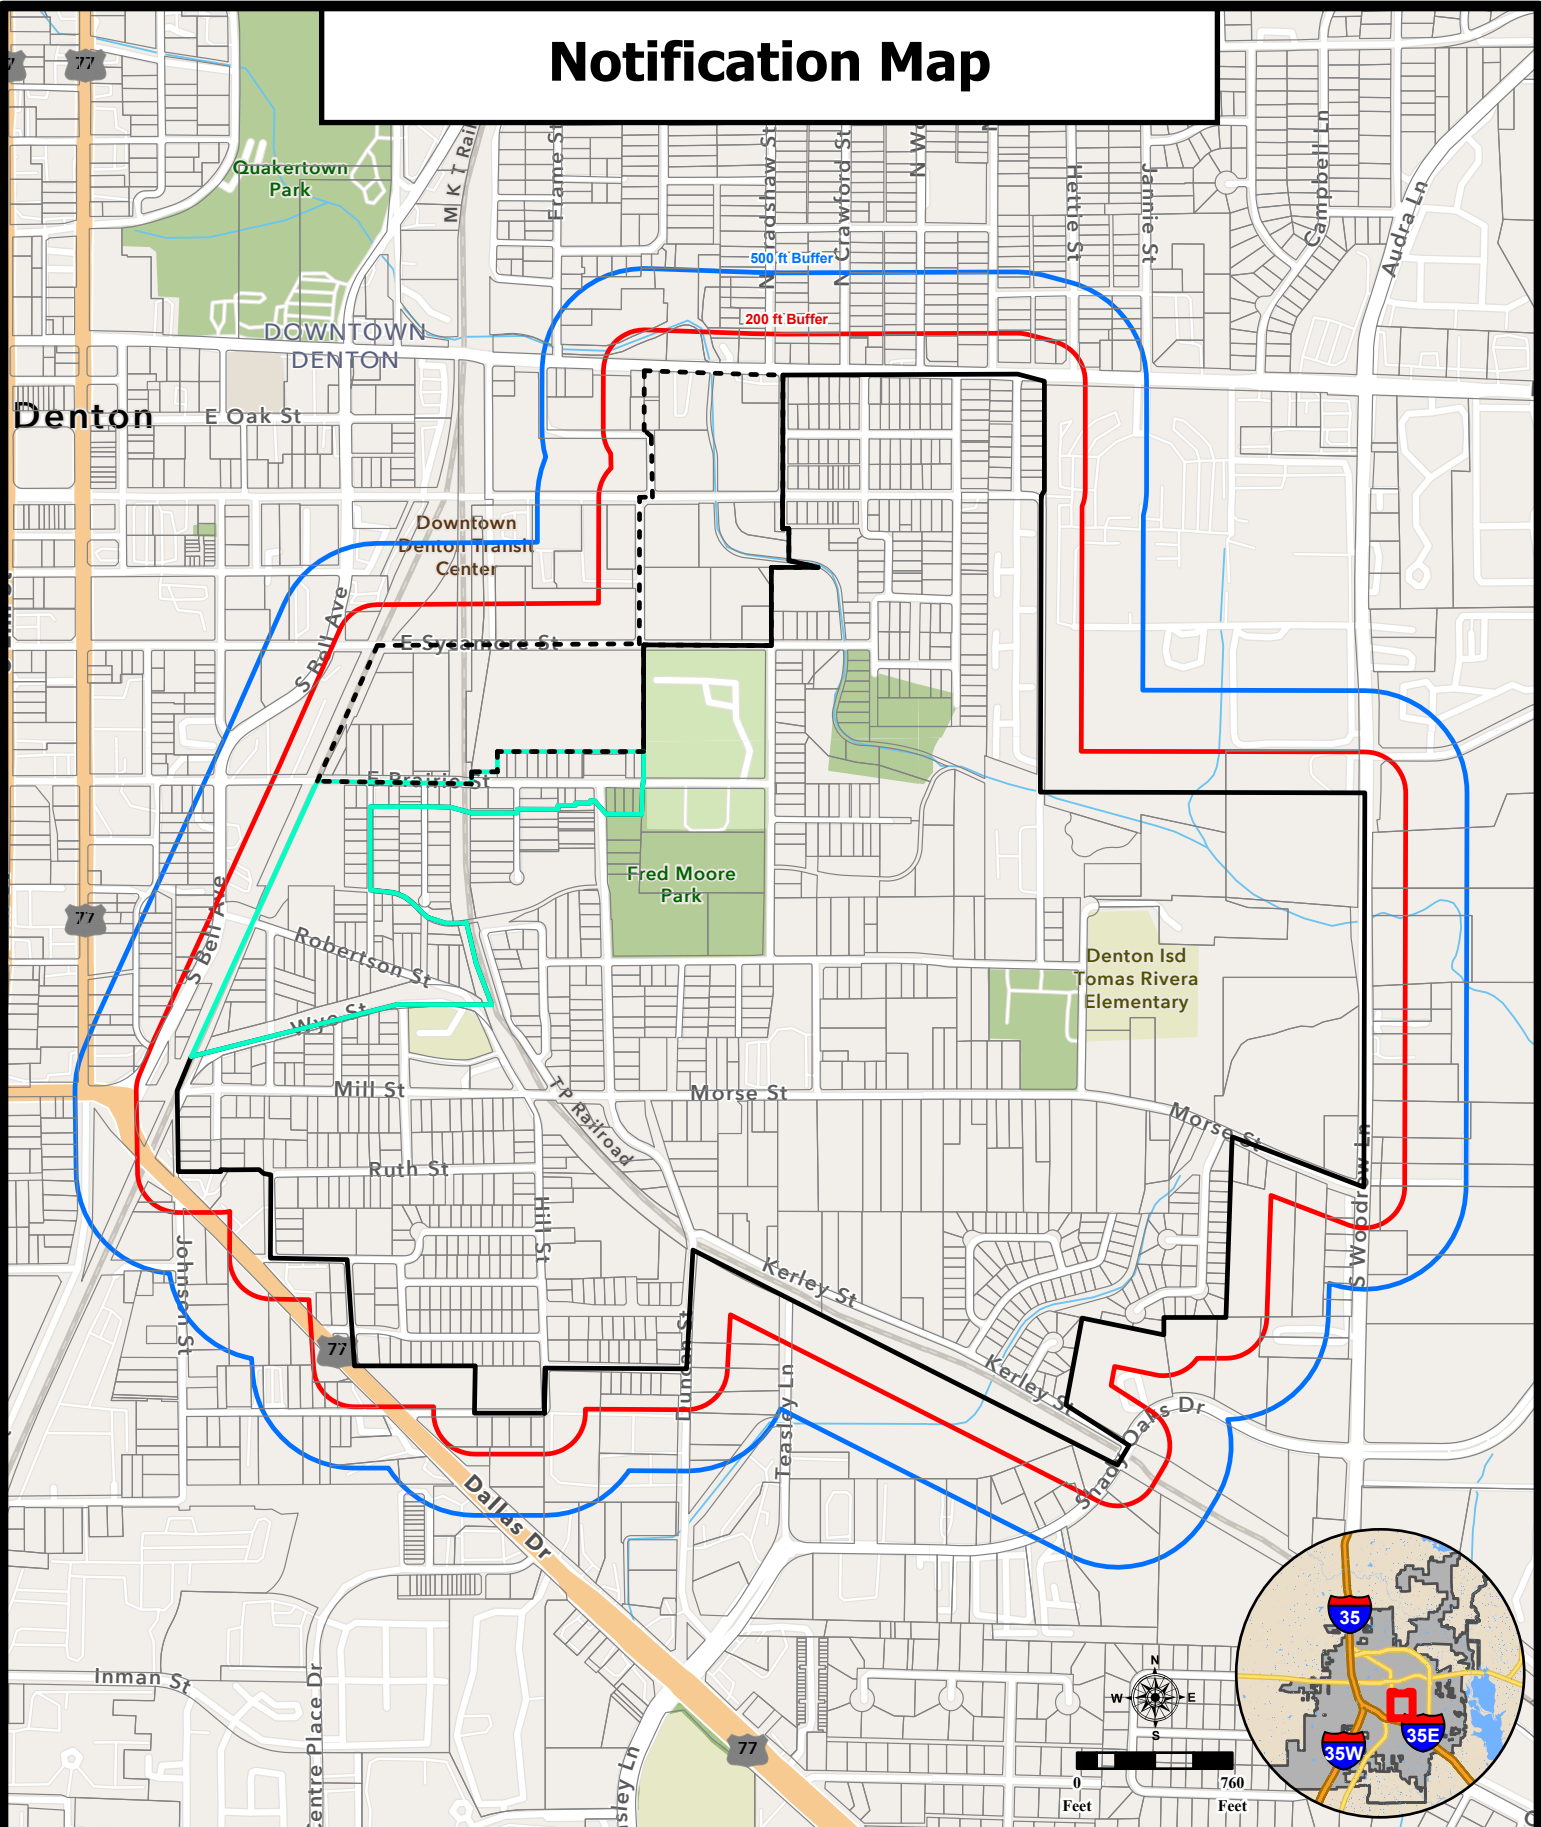 Notification Map
77
77
Quakertown
Park
M K T Rail
Frame St
N Bradshaw St
N Crawford St
Hettie St
Jannie St
Campbell Ln
Audra Ln
500 ft Buffer
200 ft Buffer
DOWNTOWN
DENTON
Denton
E Oak St
Downtown
Denton Transit
Center
S Bell Ave
E Sycamore St
E Prairie St
Fred Moore
Park
77
S Bell Ave
Robertson St
Wye St
Denton Isd
Tomas Rivera
Elementary
Mill St
T P Railroad
Morse St
Morse St
Ruth St
Hill St
Johnson St
S Woodrow Ln
Kerley St
Duncan St
77
Teasley Ln
Kerley St
Shady Oaks Dr
Dallas Dr
Inman St
Centre Place Dr
77
N
W
E
S
0
760
Feet
Feet
35
35E
35W